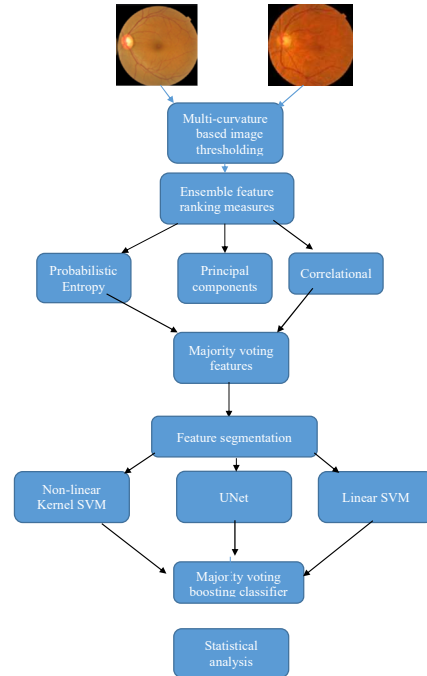 Multi-curvature
based image
thresholding
Ensemble feature
ranking measures
Probabilistic
Entropy
Principal
components
Correlational
Majority voting
features
Feature segmentation
Non-linear
Kernel SVM
UNet
Linear SVM
Majority voting
boosting classifier
Statistical
analysis